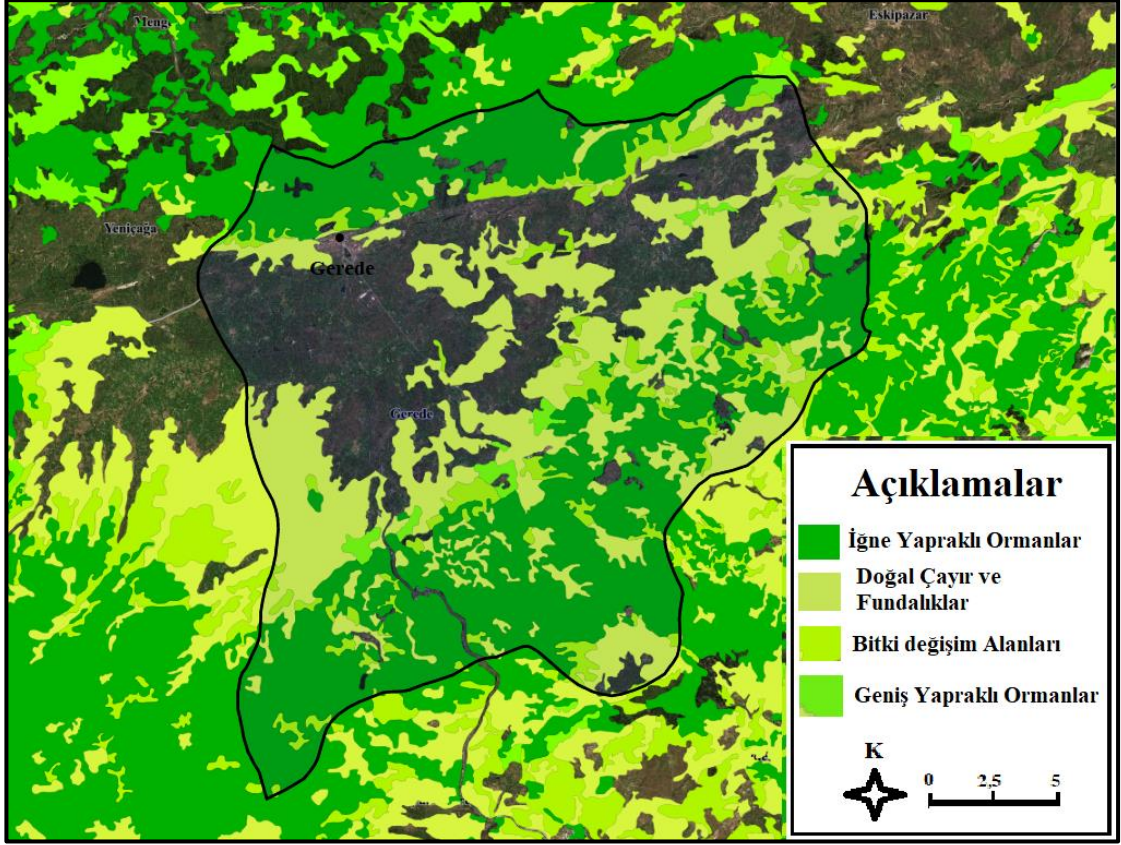 Meng
Eskipazar
Yeniçağa
Gerede
Gerede
Açıklamalar
İğne Yapraklı Ormanlar
Doğal Çayır ve
Fundalıklar
Bitki değişim Alanları
Geniş Yapraklı Ormanlar
K
0 2,5 5